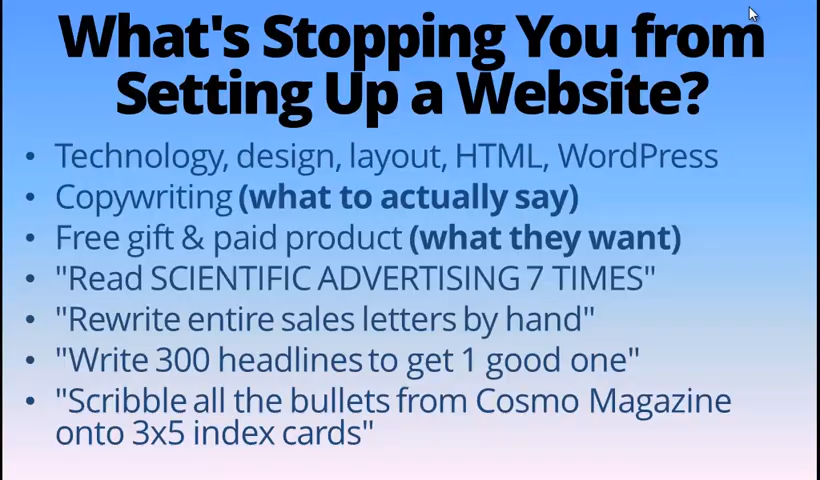 What's Stopping You from
Setting Up a Website?
• Technology, design, layout, HTML, WordPress
• Copywriting (what to actually say)
• Free gift & paid product (what they want)
• "Read SCIENTIFIC ADVERTISING 7 TIMES"
• "Rewrite entire sales letters by hand"
• "Write 300 headlines to get 1 good one"
• "Scribble all the bullets from Cosmo Magazine
onto 3x5 index cards"